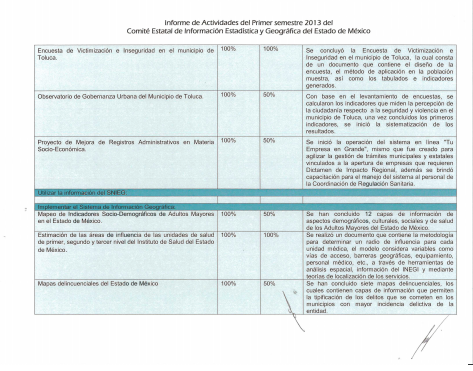 Informe de Actividades del Primer semestre 2013 del
Comité Estatal de Información Estadística y Geográfica del Estado de México
Encuesta de Victimización e Inseguridad en el municipio de
Toluca.
100%
100%
Se concluyó la Encuesta de Victimización e
Inseguridad en el municipio de Toluca, la cual consta
de un documento que contiene el diseño de la
encuesta, el método de aplicación en la población
muestra, así como los tabulados e indicadores
generados.
Observatorio de Gobernanza Urbana del Municipio de Toluca.
100%
50%
Con base en el levantamiento de encuestas, se
calcularon los indicadores que miden la percepción de
la ciudadanía respecto a la seguridad y violencia en el
municipio de Toluca, una vez concluidos los primeros
indicadores, se inició la sistematización de los
resultados.
Proyecto de Mejora de Registros Administrativos en Materia
Socio-Económica.
100%
50%
Se inició la operación del sistema en línea "Tu
Empresa en Grande", mismo que fue creado para
agilizar la gestión de trámites municipales y estatales
vinculados a la apertura de empresas que requieren
Dictamen de Impacto Regional, además se brindó
capacitación para el manejo del sistema al personal de
la Coordinación de Regulación Sanitaria.
Utilizar la información del SNIEG.
Implementar el Sistema de Información Geográfica.
Mapeo de Indicadores Socio-Demográficos de Adultos Mayores
en el Estado de México.
100%
50%
Se han concluido 12 capas de información de
aspectos demográficos, culturales, sociales y de salud
de los Adultos Mayores del Estado de México.
Estimación de las áreas de influencia de las unidades de salud
de primer, segundo y tercer nivel del Instituto de Salud del Estado
de México.
100%
100%
Se realizó un documento que contiene la metodología
para determinar un radio de influencia para cada
unidad médica, el modelo considera variables como
vías de acceso, barreras geográficas, equipamiento,
personal médico, etc., a través de herramientas de
análisis espacial, información del INEGI y mediante
teorías de localización de los servicios.
Mapas delincuenciales del Estado de México
100%
50%
Se han concluido siete mapas delincuenciales, los
cuales contienen capas de información que permiten
la tipificación de los delitos que se cometen en los
municipios con mayor incidencia delictiva de la
entidad.